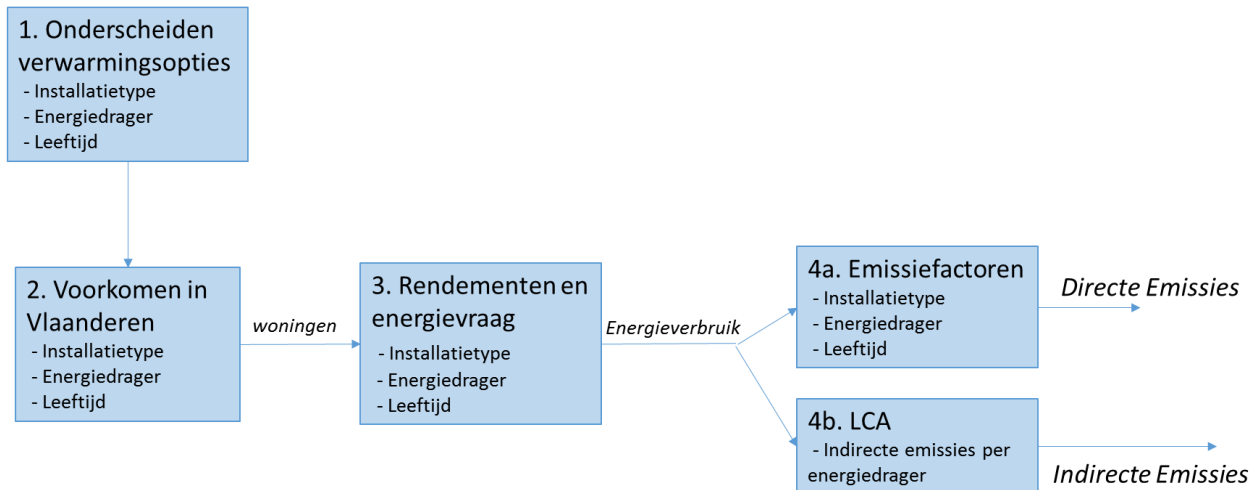 1. Onderscheiden
verwarmingsopties
- Installatietype
- Energiedrager
- Leeftijd
2. Voorkomen in
Vlaanderen
- Installatietype
- Energiedrager
- Leeftijd
woningen
3. Rendementen en
energievraag
- Installatietype
- Energiedrager
- Leeftijd
Energieverbruik
4a. Emissiefactoren
- Installatietype
- Energiedrager
- Leeftijd
Directe Emissies
4b. LCA
- Indirecte emissies per
energiedrager
Indirecte Emissies